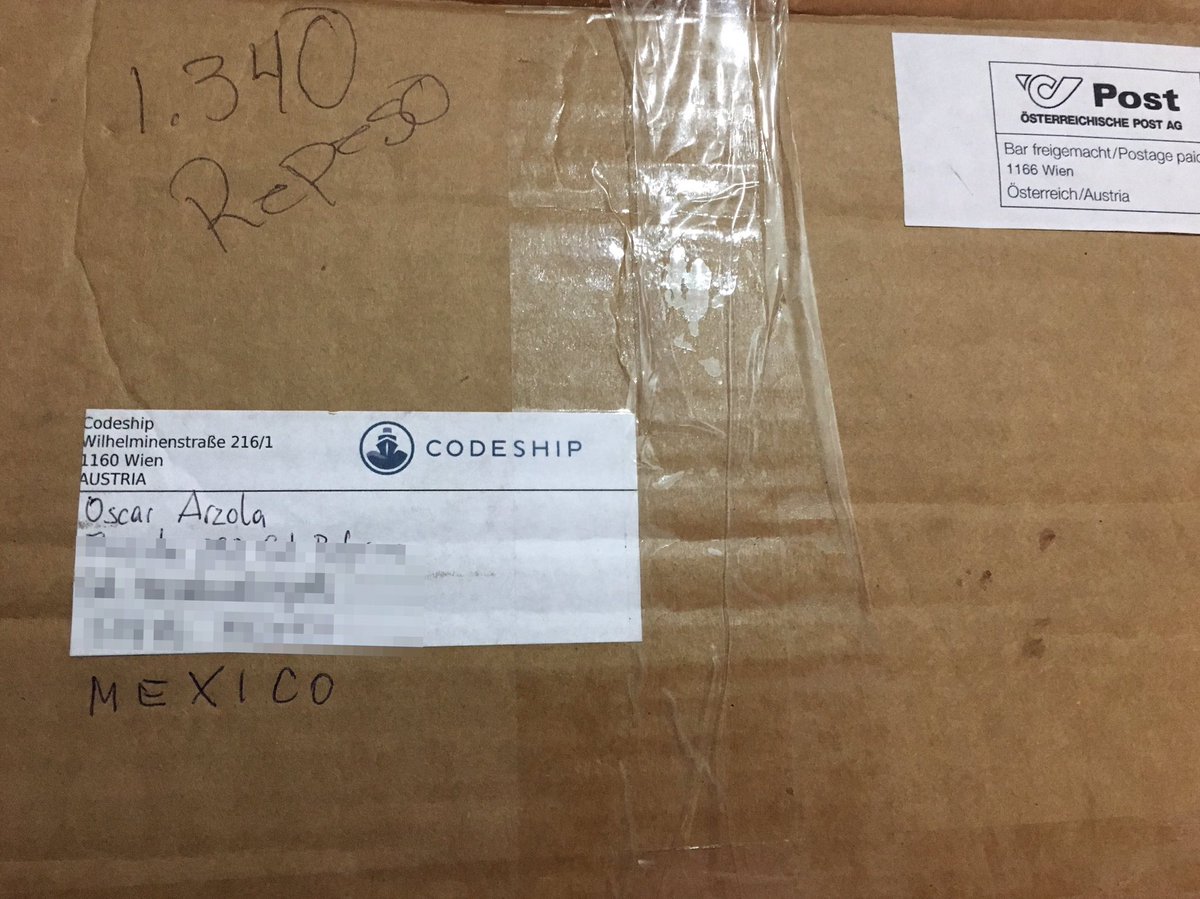 1.340
RePeso
Post
ÖSTERREICHISCHE POST AG
Bar freigemacht/Postage paid
1166 Wien
Österreich/Austria
Codeship
Wilhelminenstraße 216/1
1160 Wien
AUSTRIA
CODESHIP
Oscar Arzola
MEXICO